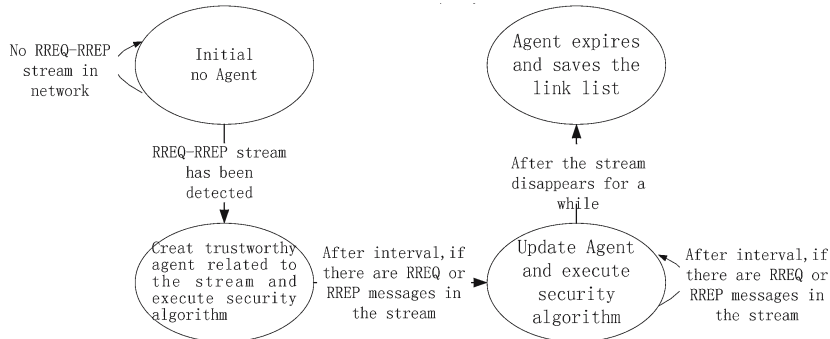 No RREQ-RREP
stream in
network
Initial
no Agent
RREQ-RREP stream
has been
detected
Creat trustworthy
agent related to
the stream and
execute security
algorithm
After interval, if
there are RREQ or
RREP messages in
the stream
Update Agent
and execute
security
algorithm
After interval, if
there are RREQ or
RREP messages in
the stream
After the stream
disappears for a
while
Agent expires
and saves the
link list